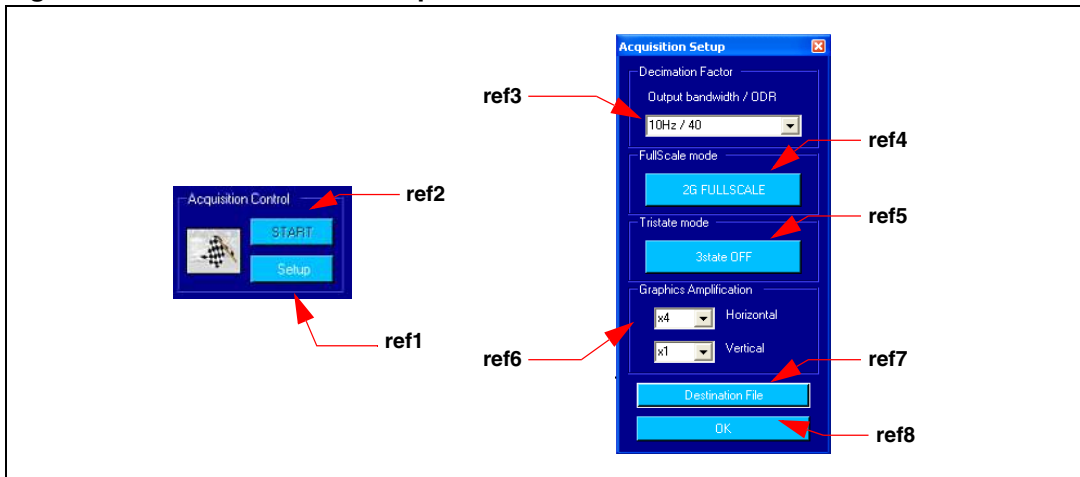 Acquisition Control
START
Setup
ref2
ref1
Acquisition Setup
Decimation Factor
Output bandwidth / ODR
10Hz / 40
ref3
FullScale mode
2G FULLSCALE
ref4
Tristate mode
3state OFF
ref5
Graphics Amplification
x4 Horizontal
x1 Vertical
ref6
Destination File
ref7
OK
ref8